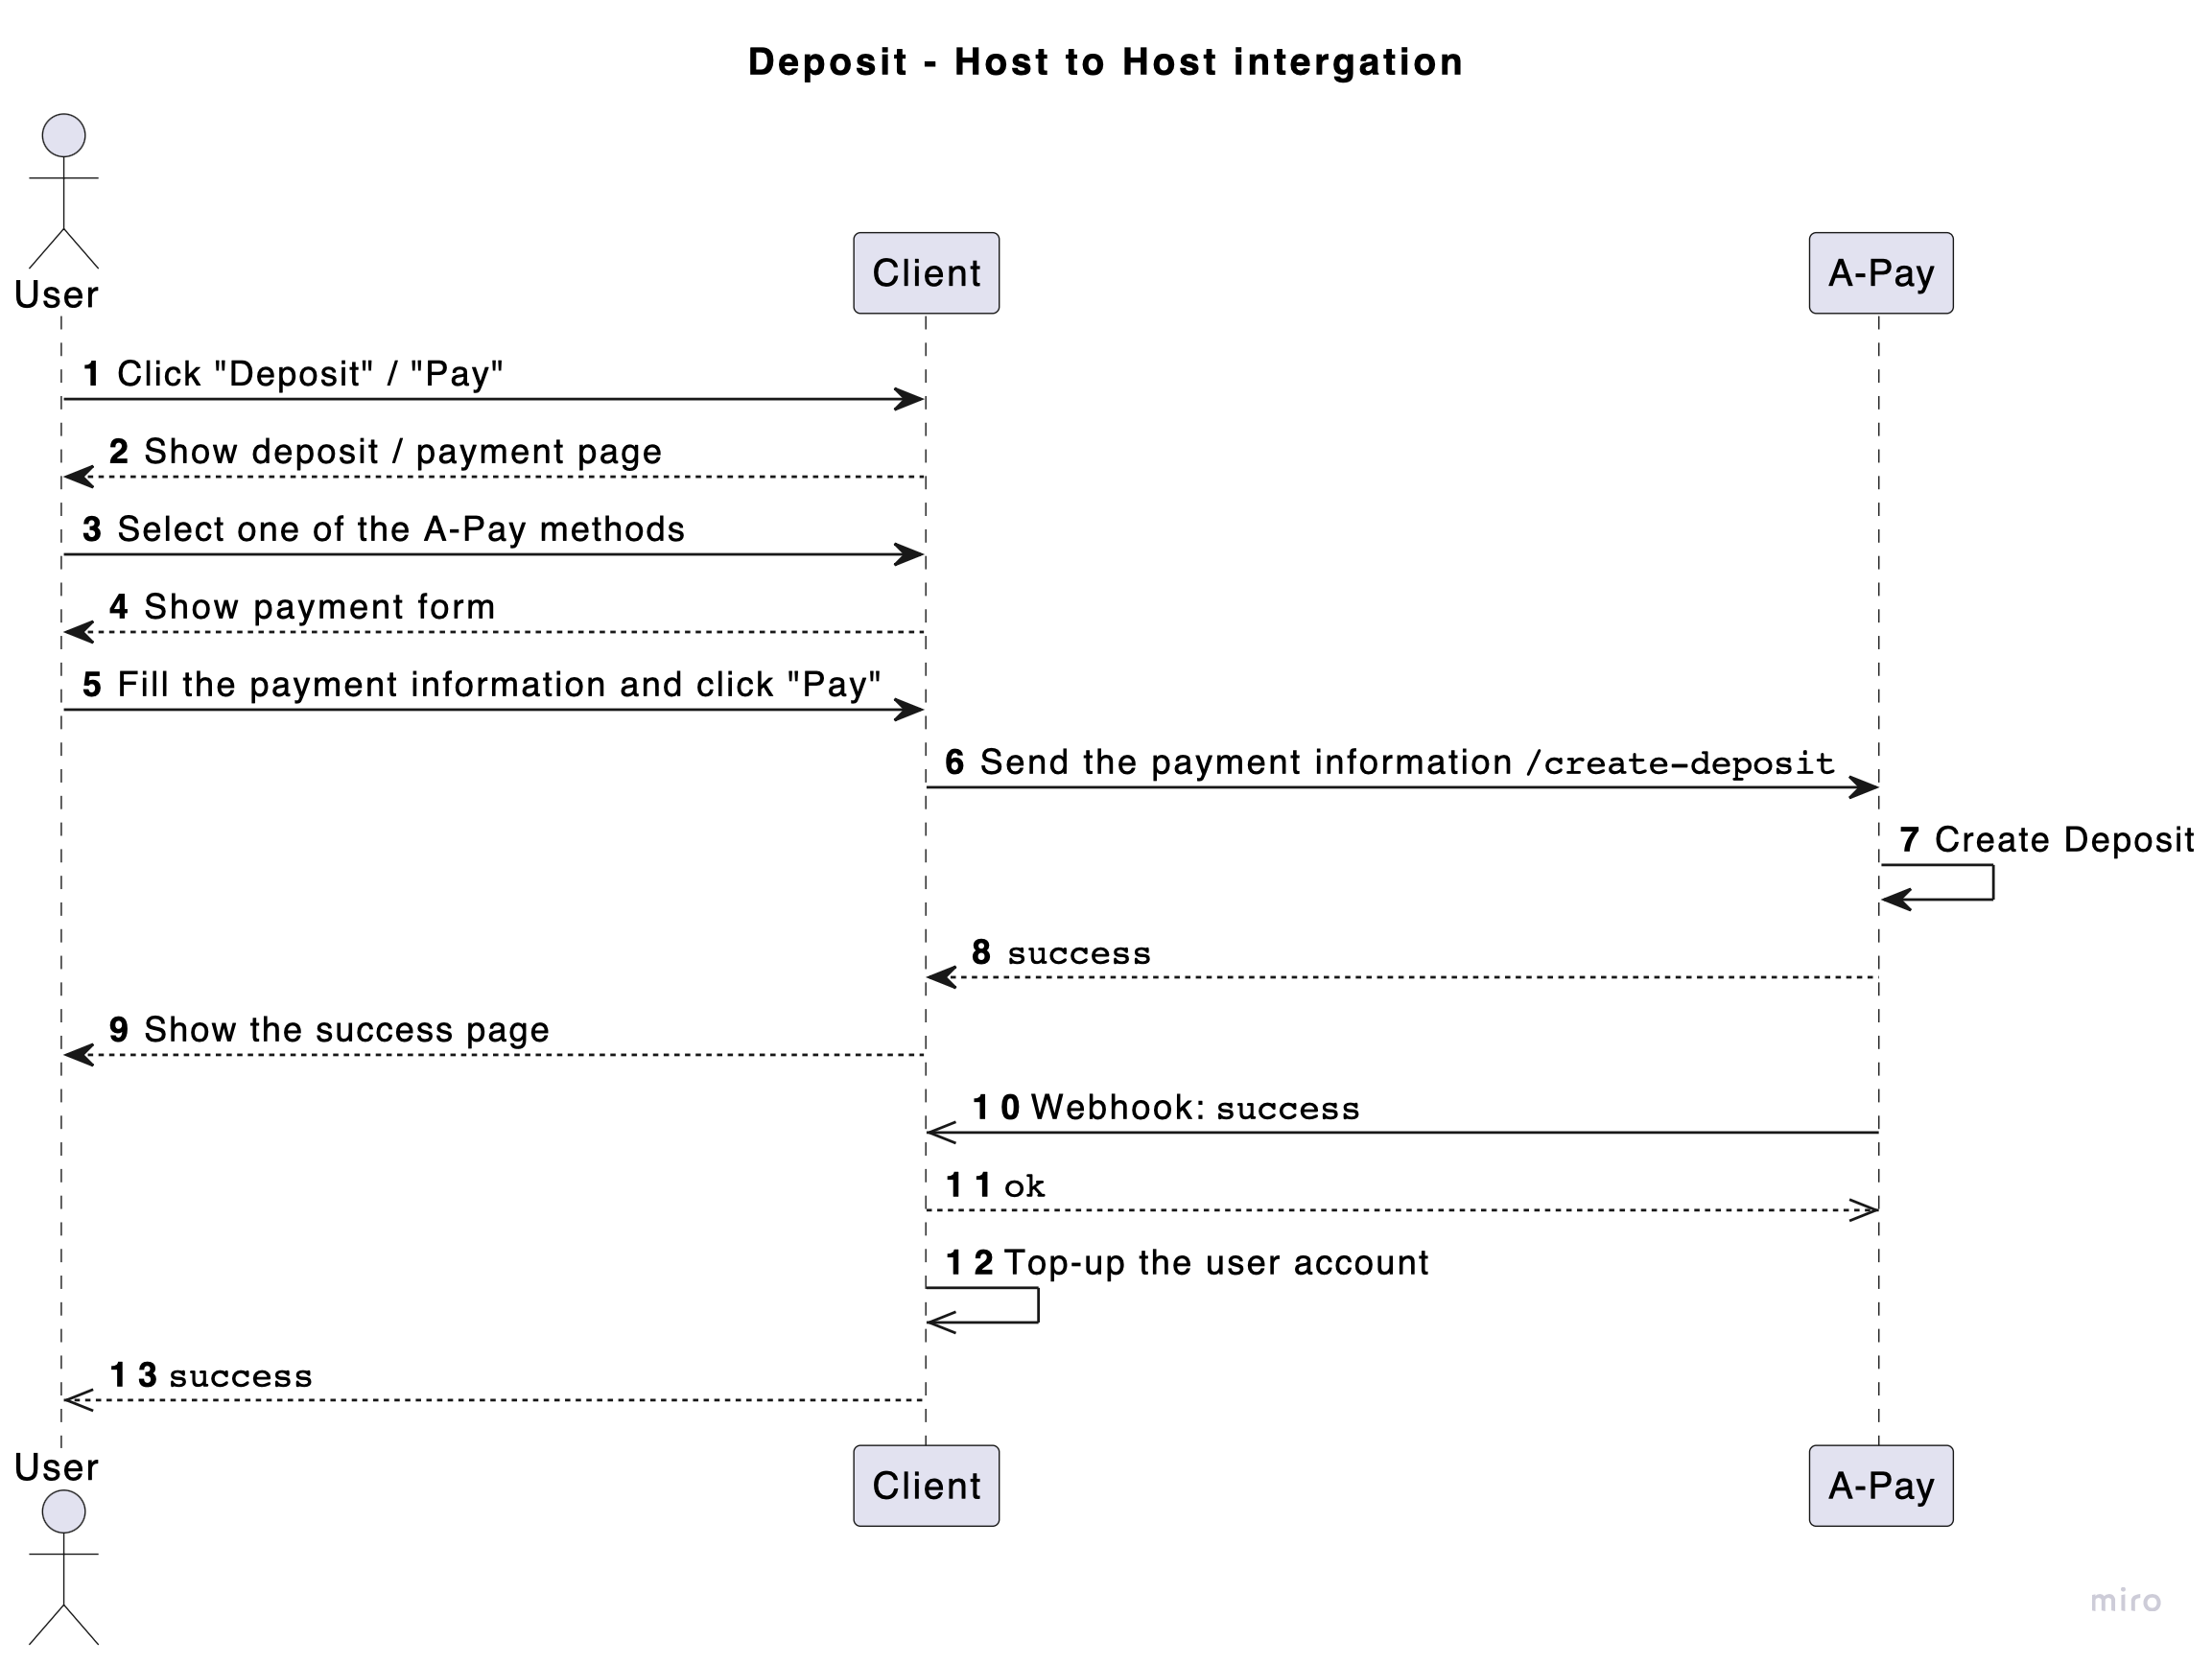 Deposit - Host to Host intergation
User
Client
A-Pay
1 Click "Deposit" / "Pay"
2 Show deposit / payment page
3 Select one of the A-Pay methods
4 Show payment form
5 Fill the payment information and click "Pay"
6 Send the payment information /create-deposit
7 Create Deposit
8 success
9 Show the success page
10 Webhook: success
11 ok
12 Top-up the user account
13 success
User
Client
A-Pay
miro